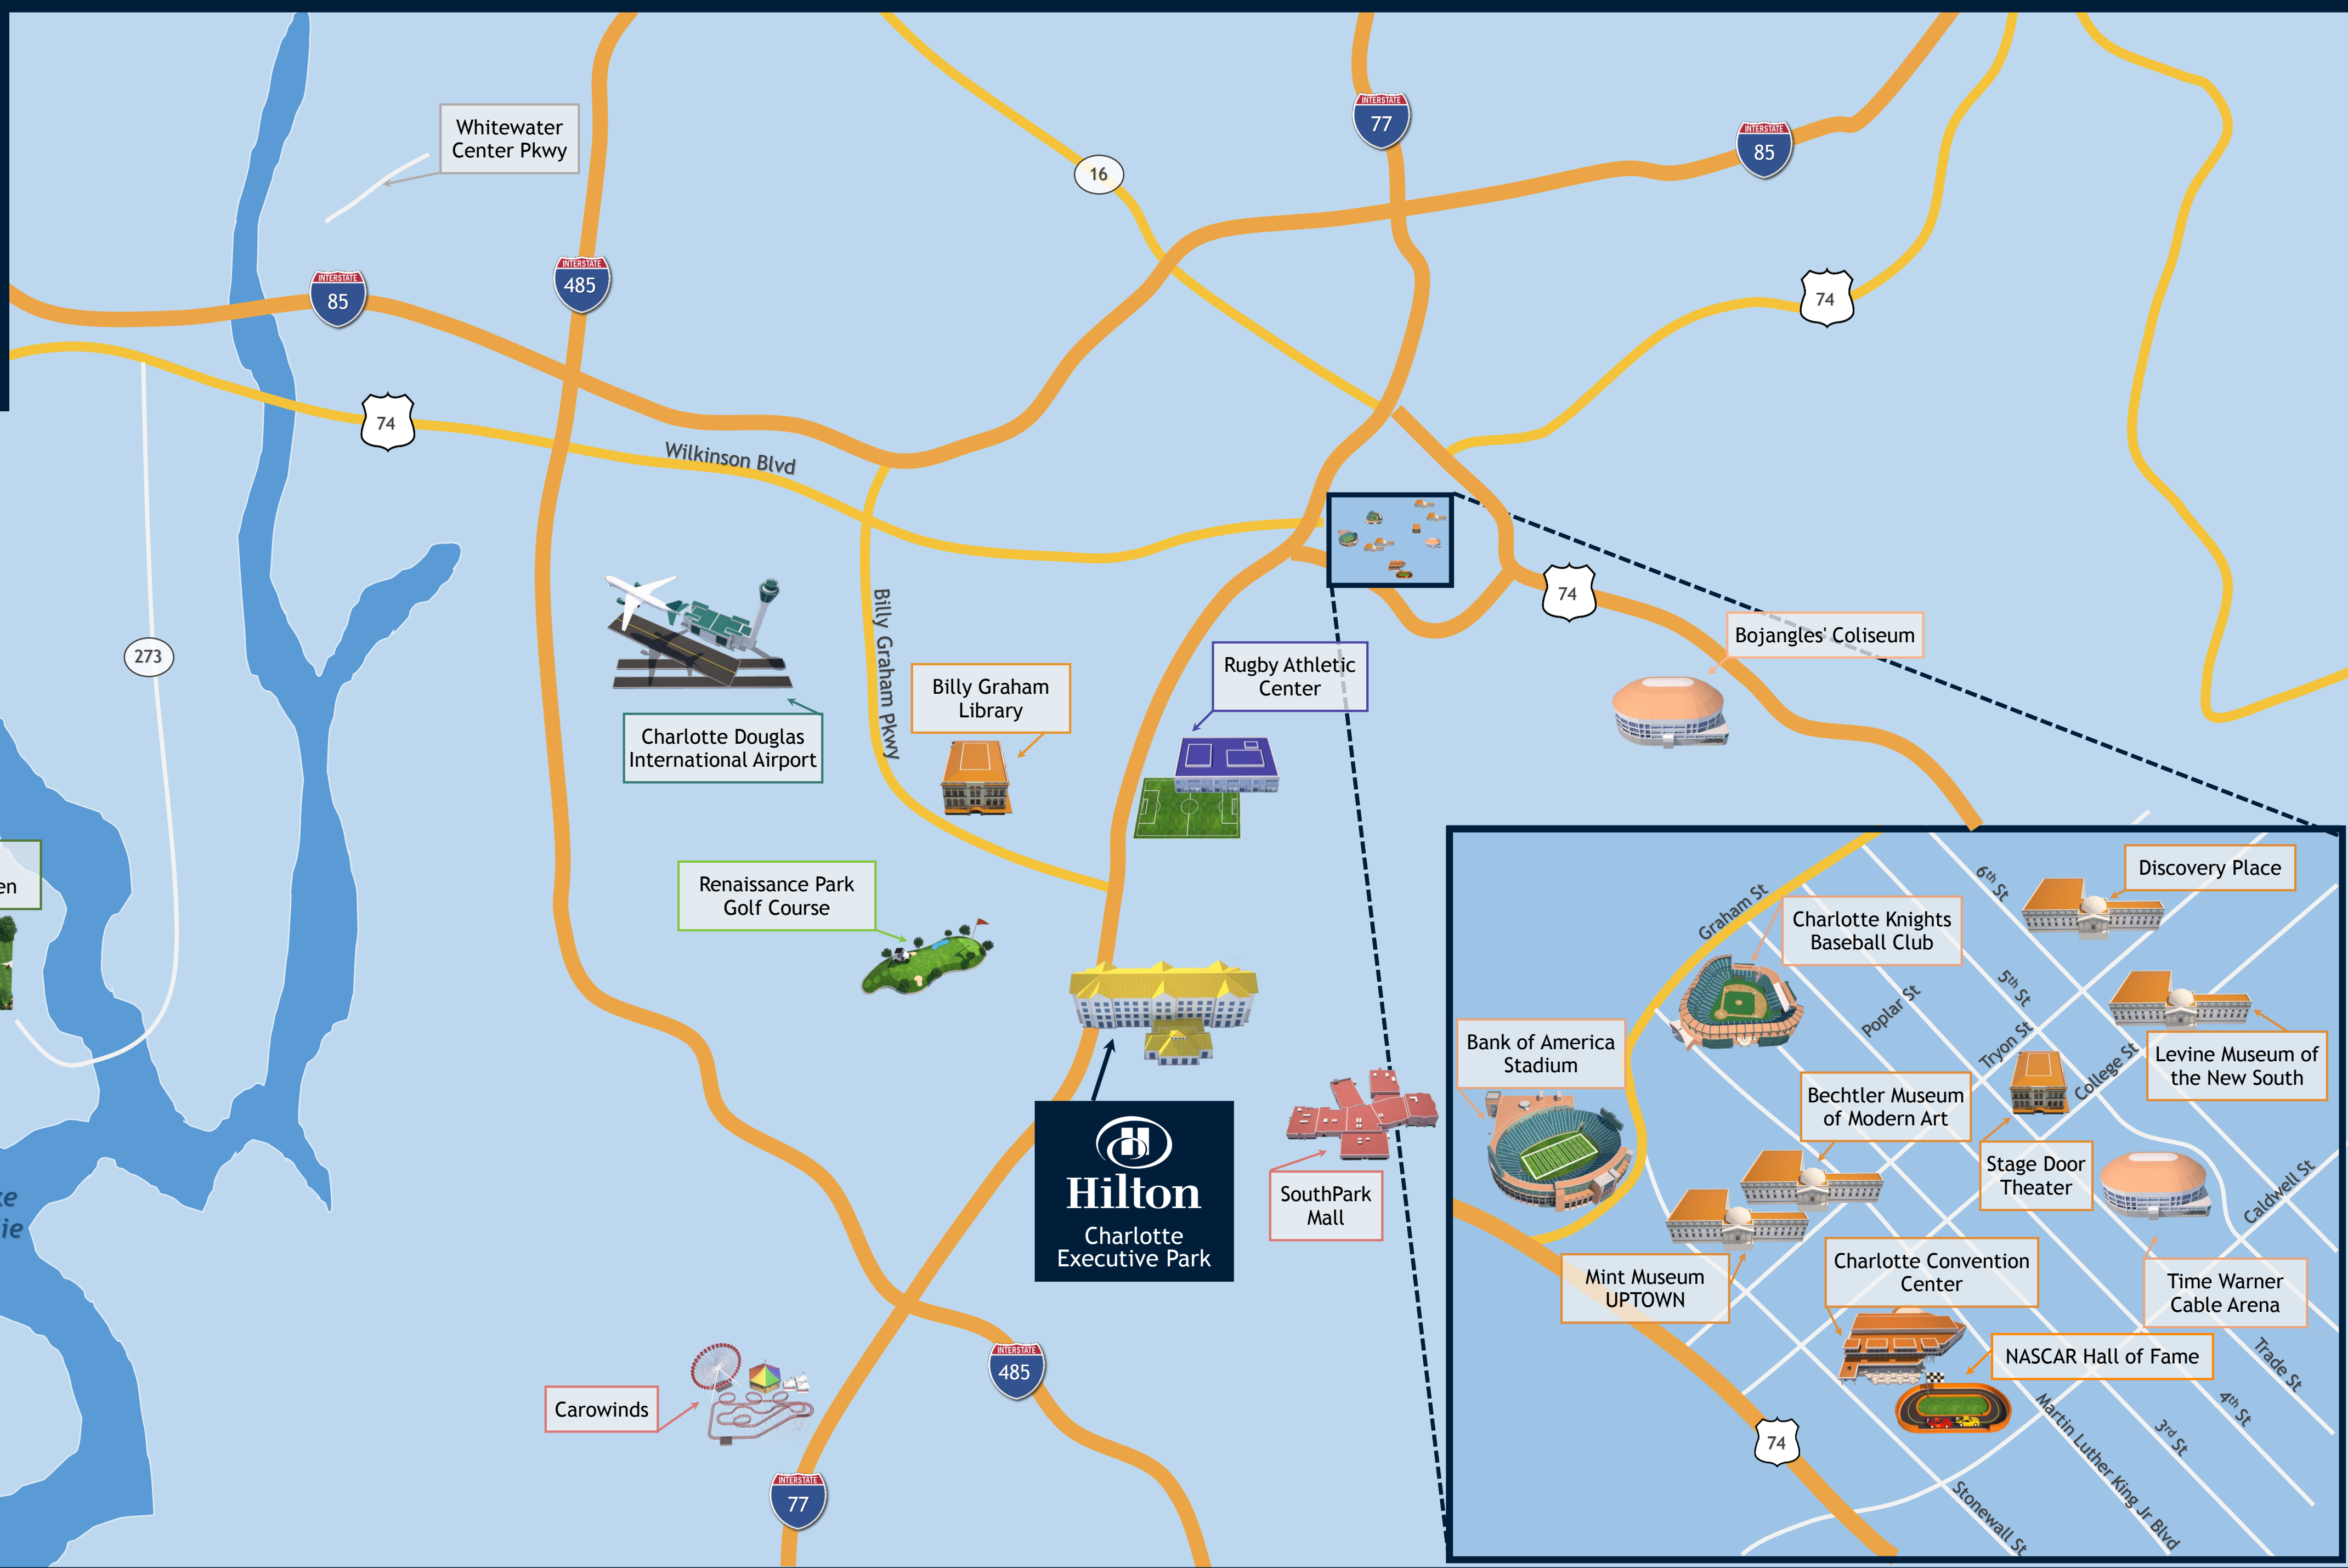 Whitewater
Center Pkwy
INTERSTATE
77
INTERSTATE
85
16
INTERSTATE
485
INTERSTATE
85
74
74
Wilkinson Blvd
273
Billy Graham Pkwy
74
Bojangles' Coliseum
Rugby Athletic
Center
Billy Graham
Library
Charlotte Douglas
International Airport
en
Renaissance Park
Golf Course
Hilton
Charlotte
Executive Park
SouthPark
Mall
ke
ie
Carowinds
INTERSTATE
485
INTERSTATE
77
Discovery Place
6th St
Graham St
Charlotte Knights
Baseball Club
5th St
Poplar St
Tryon St
College St
Bank of America
Stadium
Levine Museum of
the New South
Bechtler Museum
of Modern Art
Stage Door
Theater
Caldwell St
Mint Museum
UPTOWN
Charlotte Convention
Center
Time Warner
Cable Arena
NASCAR Hall of Fame
Trade St
4th St
3rd St
Martin Luther King Jr Blvd
Stonewall St
74